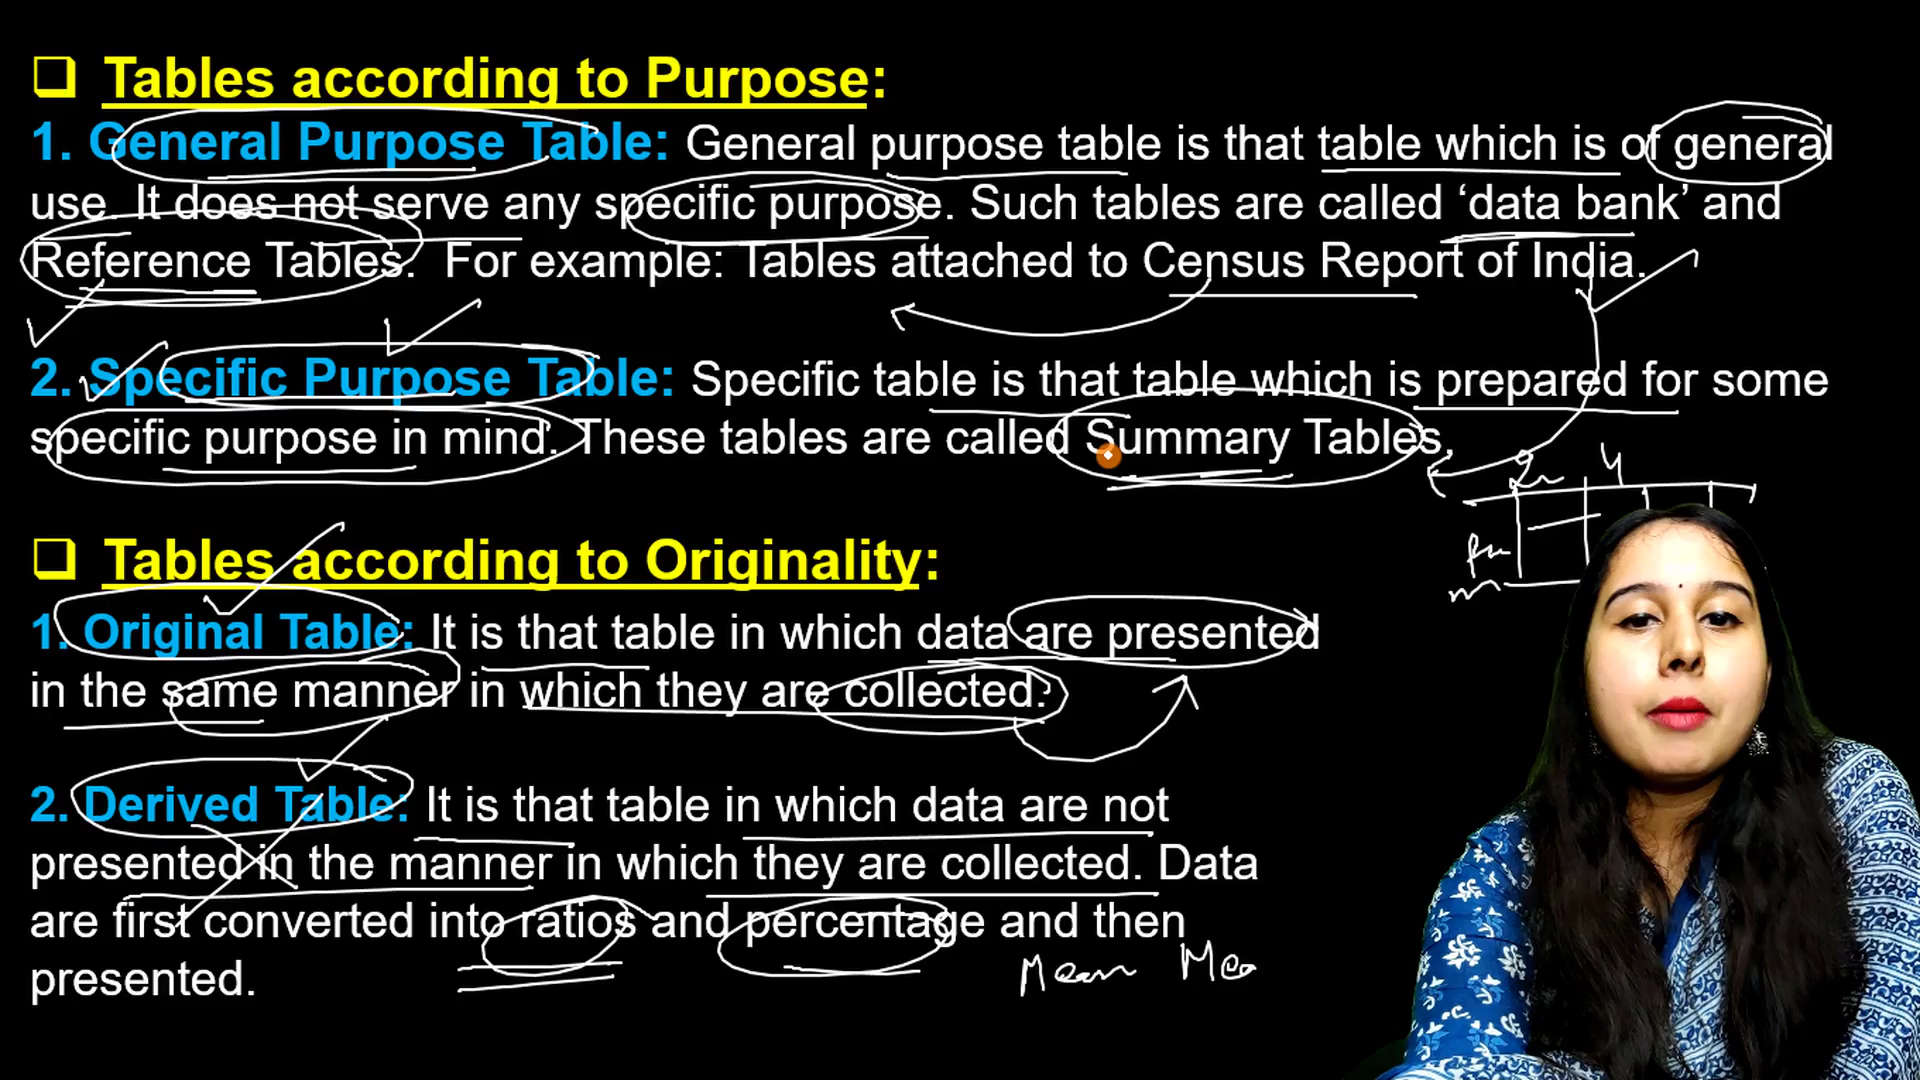 Tables according to Purpose:
1. General Purpose Table: General purpose table is that table which is of general
use. It does not serve any specific purpose. Such tables are called ‘data bank’ and
Reference Tables. For example: Tables attached to Census Report of India.
2. Specific Purpose Table: Specific table is that table which is prepared for some
specific purpose in mind. These tables are called Summary Tables.
Tables according to Originality:
1. Original Table: It is that table in which data are presented
in the same manner in which they are collected.
2. Derived Table: It is that table in which data are not
presented in the manner in which they are collected. Data
are first converted into ratios and percentage and then
presented.
Mean Mea